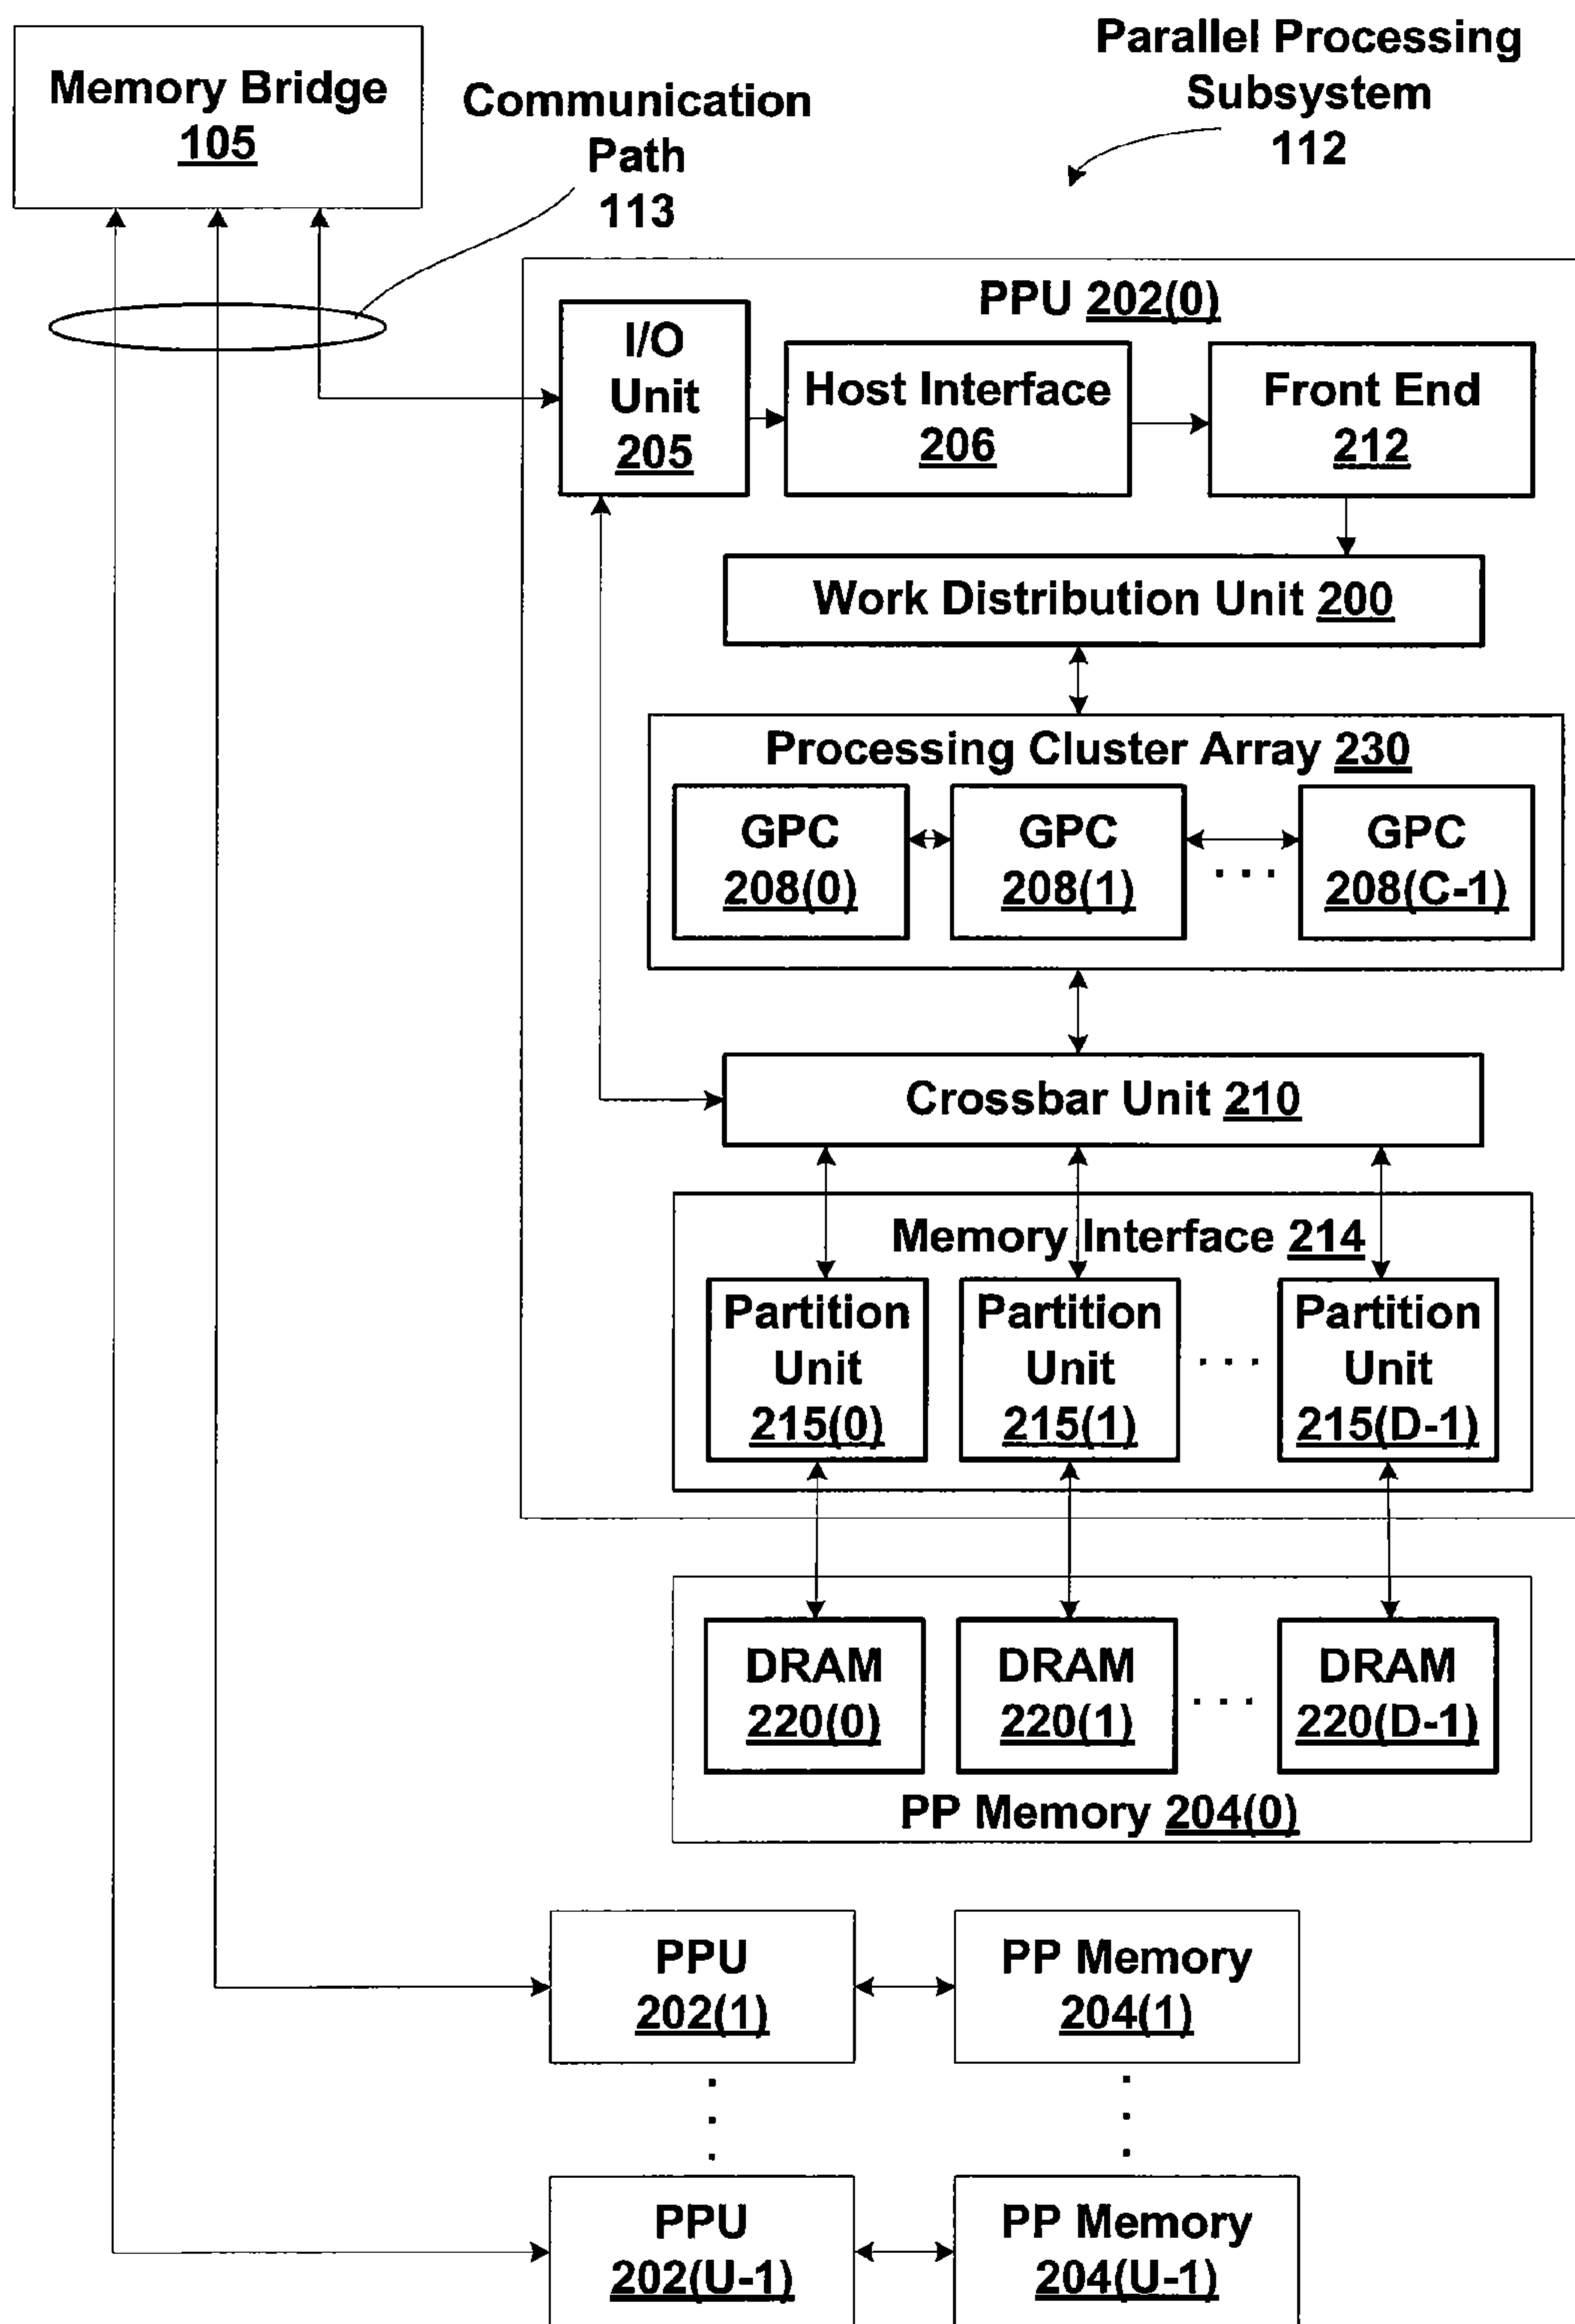 Parallel Processing
Subsystem
112
Memory Bridge
105
Communication
Path
113
PPU 202(0)
I/O
Unit
205
Host Interface
206
Front End
212
Work Distribution Unit 200
Processing Cluster Array 230
GPC
208(0)
GPC
208(1)
. . .
GPC
208(C-1)
Crossbar Unit 210
Memory Interface 214
Partition
Unit
215(0)
Partition
Unit
215(1)
. . .
Partition
Unit
215(D-1)
DRAM
220(0)
DRAM
220(1)
. . .
DRAM
220(D-1)
PP Memory 204(0)
PPU
202(1)
PP Memory
204(1)
PPU
202(U-1)
PP Memory
204(U-1)